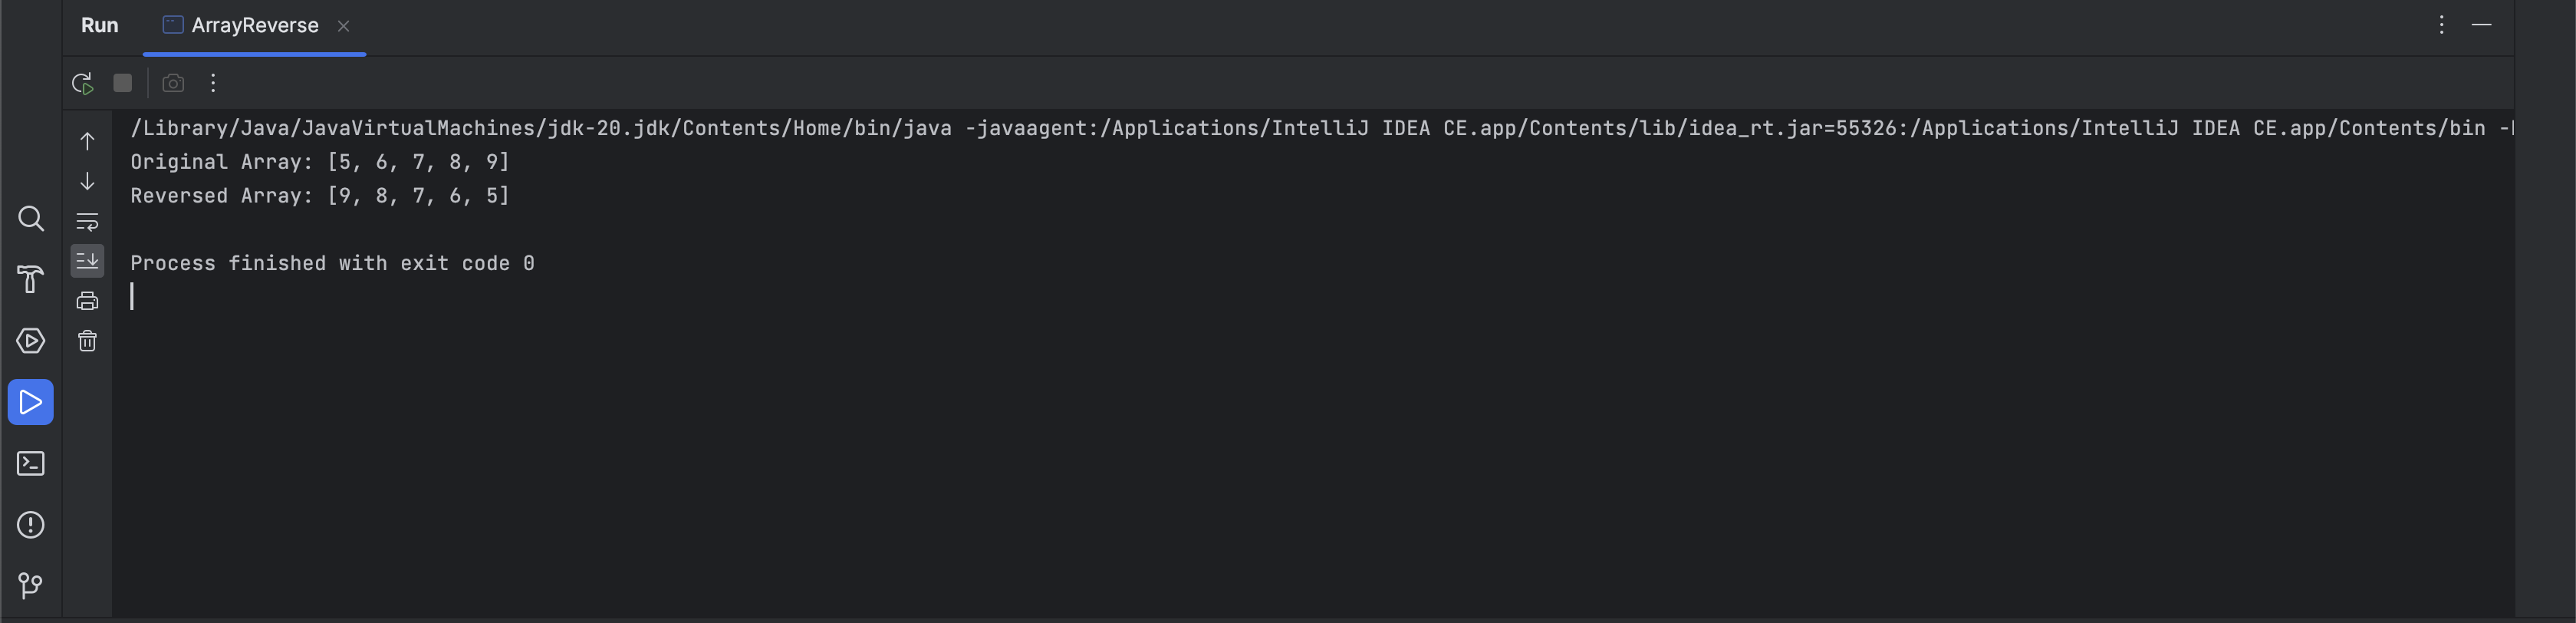 Run ArrayReverse
/Library/Java/JavaVirtualMachines/jdk-20.jdk/Contents/Home/bin/java -javaagent:/Applications/IntelliJ IDEA CE.app/Contents/lib/idea_rt.jar=55326:/Applications/IntelliJ IDEA CE.app/Contents/bin
Original Array: [5, 6, 7, 8, 9]
Reversed Array: [9, 8, 7, 6, 5]
Process finished with exit code 0